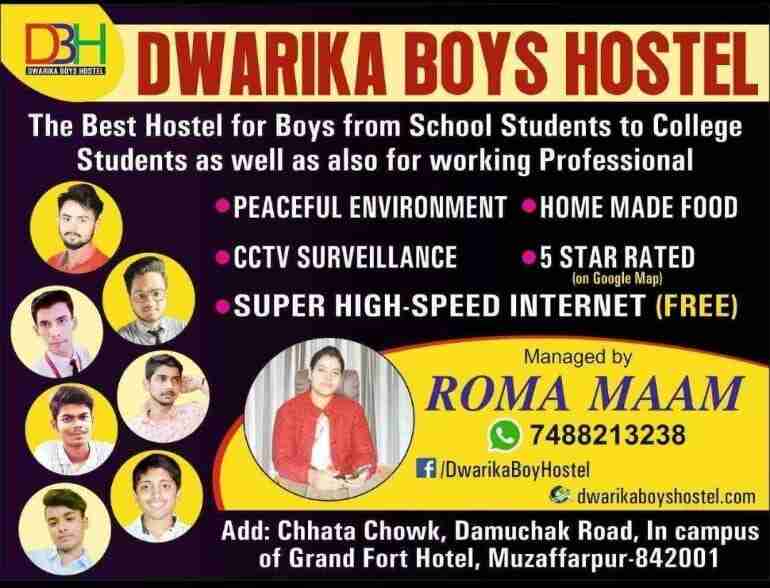 DBH
DWARIKA BOYS HOSTEL
DWARIKA BOYS HOSTEL
The Best Hostel for Boys from School Students to College
Students as well as also for working Professional
PEACEFUL ENVIRONMENT
HOME MADE FOOD
CCTV SURVEILLANCE
5 STAR RATED
(on Google Map)
SUPER HIGH-SPEED INTERNET (FREE)
Managed by
ROMA MAAM
7488213238
f/DwarikaBoyHostel
dwarikaboyshostel.com
Add: Chhata Chowk, Damuchak Road, In campus
of Grand Fort Hotel, Muzaffarpur-842001